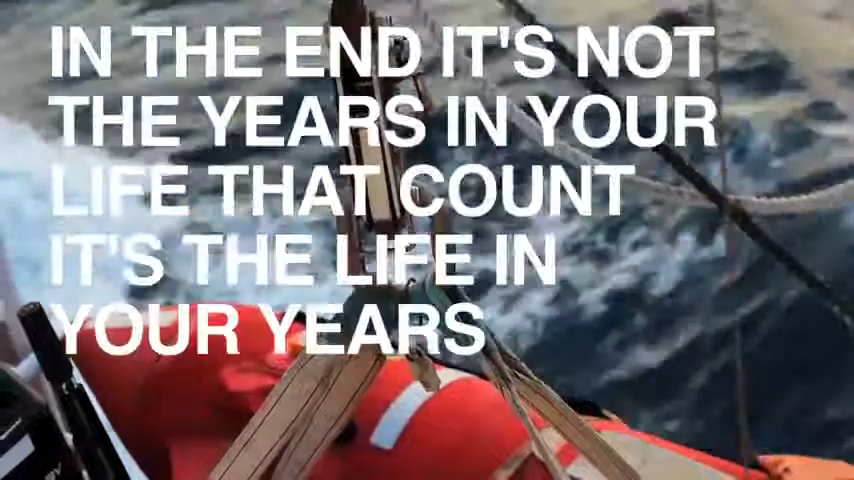 IN THE END IT'S NOT
THE YEARS IN YOUR
LIFE THAT COUNT
IT'S THE LIFE IN
YOUR YEARS